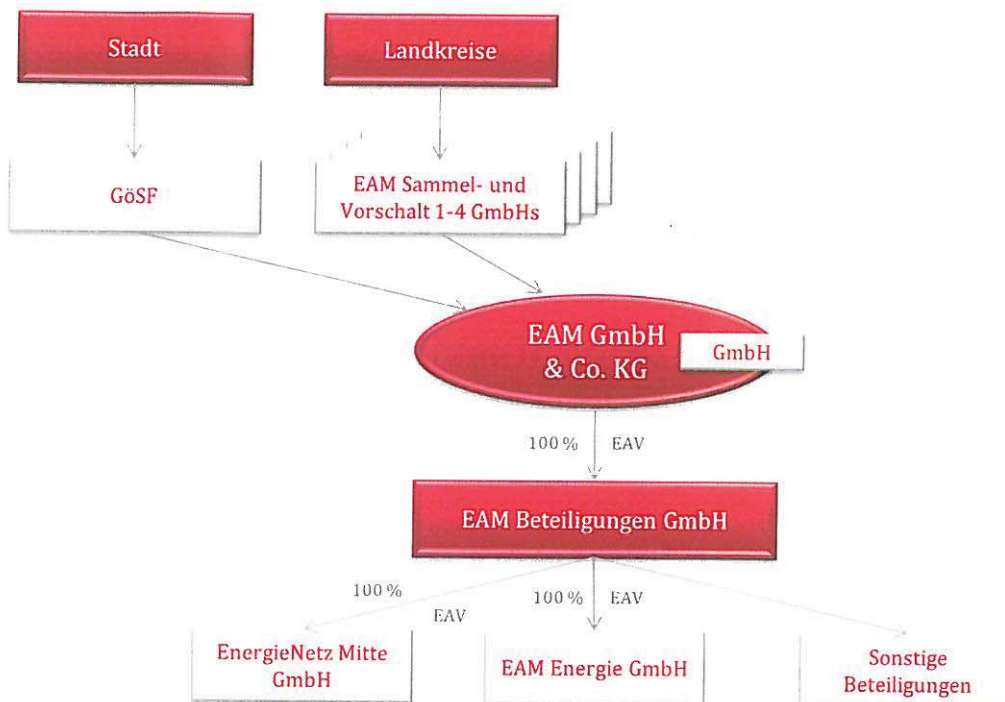 Stadt
Landkreise
GöSF
EAM Sammel- und
Vorschalt 1-4 GmbHs
EAM GmbH
& Co. KG
GmbH
100 % EAV
EAM Beteiligungen GmbH
100 %
EAV
100 % EAV
EnergieNetz Mitte
GmbH
EAM Energie GmbH
Sonstige
Beteiligungen